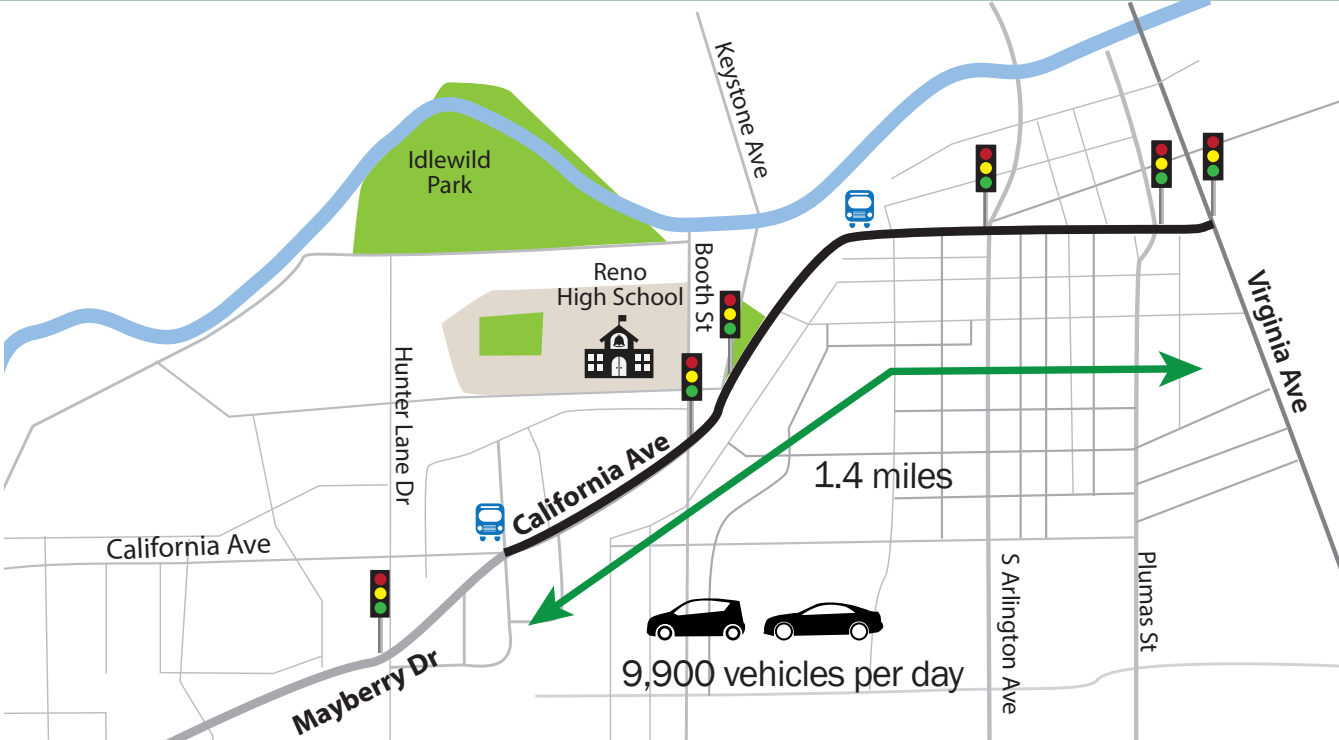 Keystone Ave
Idlewild
Park
Booth St
Reno
High School
Virginia Ave
Hunter Lane Dr
California Ave
1.4 miles
California Ave
S Arlington Ave
Plumas St
Mayberry Dr
9,900 vehicles per day